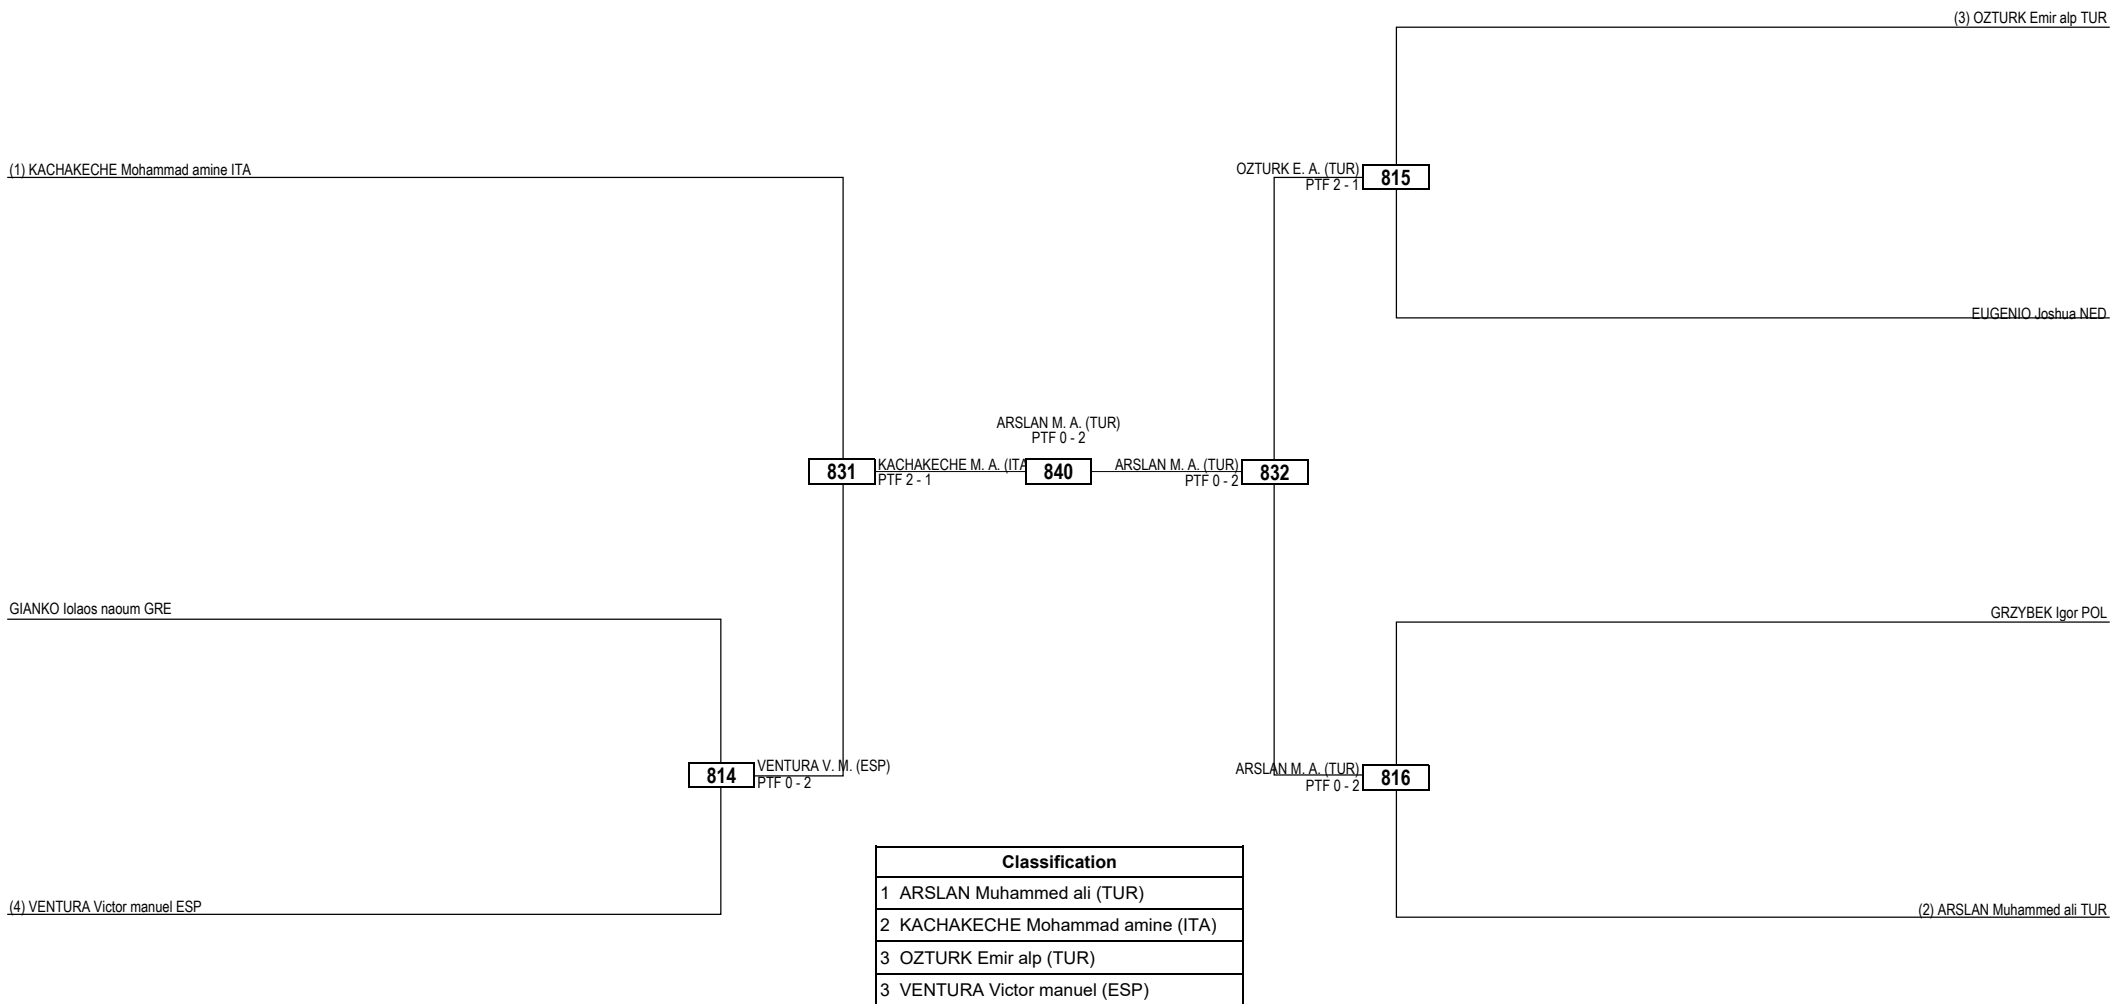 (3) OZTURK Emir alp TUR
(1) KACHAKECHE Mohammad amine ITA
OZTURK E. A. (TUR)
PTF 2 - 1
815
EUGENIO Joshua NED
ARSLAN M. A. (TUR)
PTF 0 - 2
831
KACHAKECHE M. A. (ITA
PTF 2 - 1
840
ARSLAN M. A. (TUR)
PTF 0 - 2
832
GIANKO Iolaos naoum GRE
GRZYBEK Igor POL
814
VENTURA V. M. (ESP)
PTF 0 - 2
ARSLAN M. A. (TUR)
PTF 0 - 2
816
(4) VENTURA Victor manuel ESP
(2) ARSLAN Muhammed ali TUR
Classification
1 ARSLAN Muhammed ali (TUR)
2 KACHAKECHE Mohammad amine (ITA)
3 OZTURK Emir alp (TUR)
3 VENTURA Victor manuel (ESP)